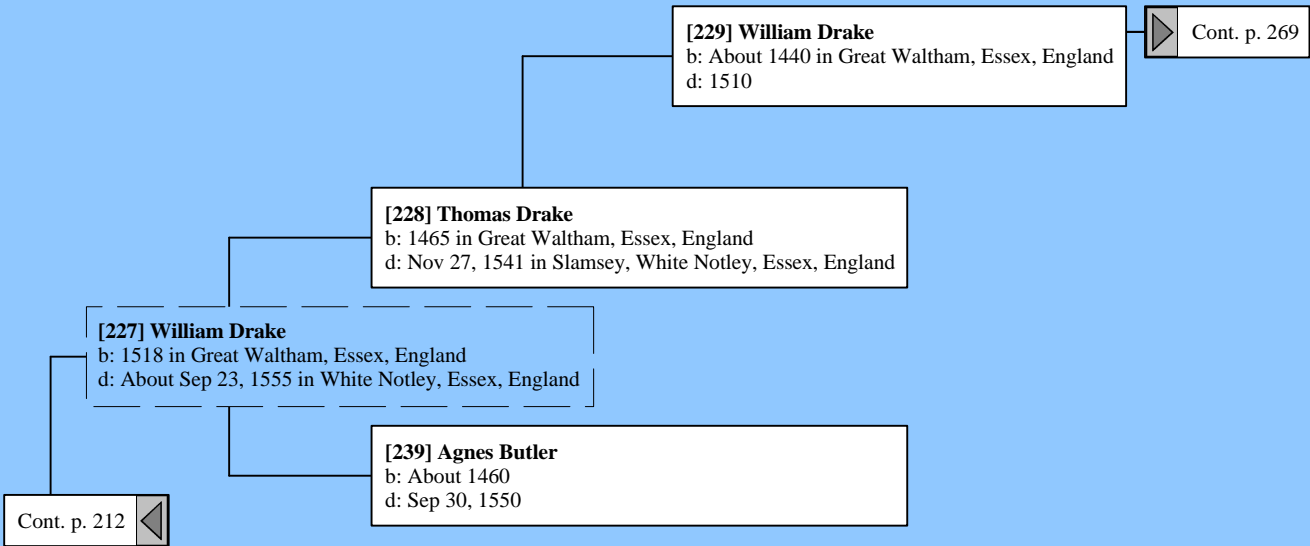 [229] William Drake
b: About 1440 in Great Waltham, Essex, England
d: 1510
Cont. p. 269
[228] Thomas Drake
b: 1465 in Great Waltham, Essex, England
d: Nov 27, 1541 in Slamsey, White Notley, Essex, England
[227] William Drake
b: 1518 in Great Waltham, Essex, England
d: About Sep 23, 1555 in White Notley, Essex, England
[239] Agnes Butler
b: About 1460
d: Sep 30, 1550
Cont. p. 212